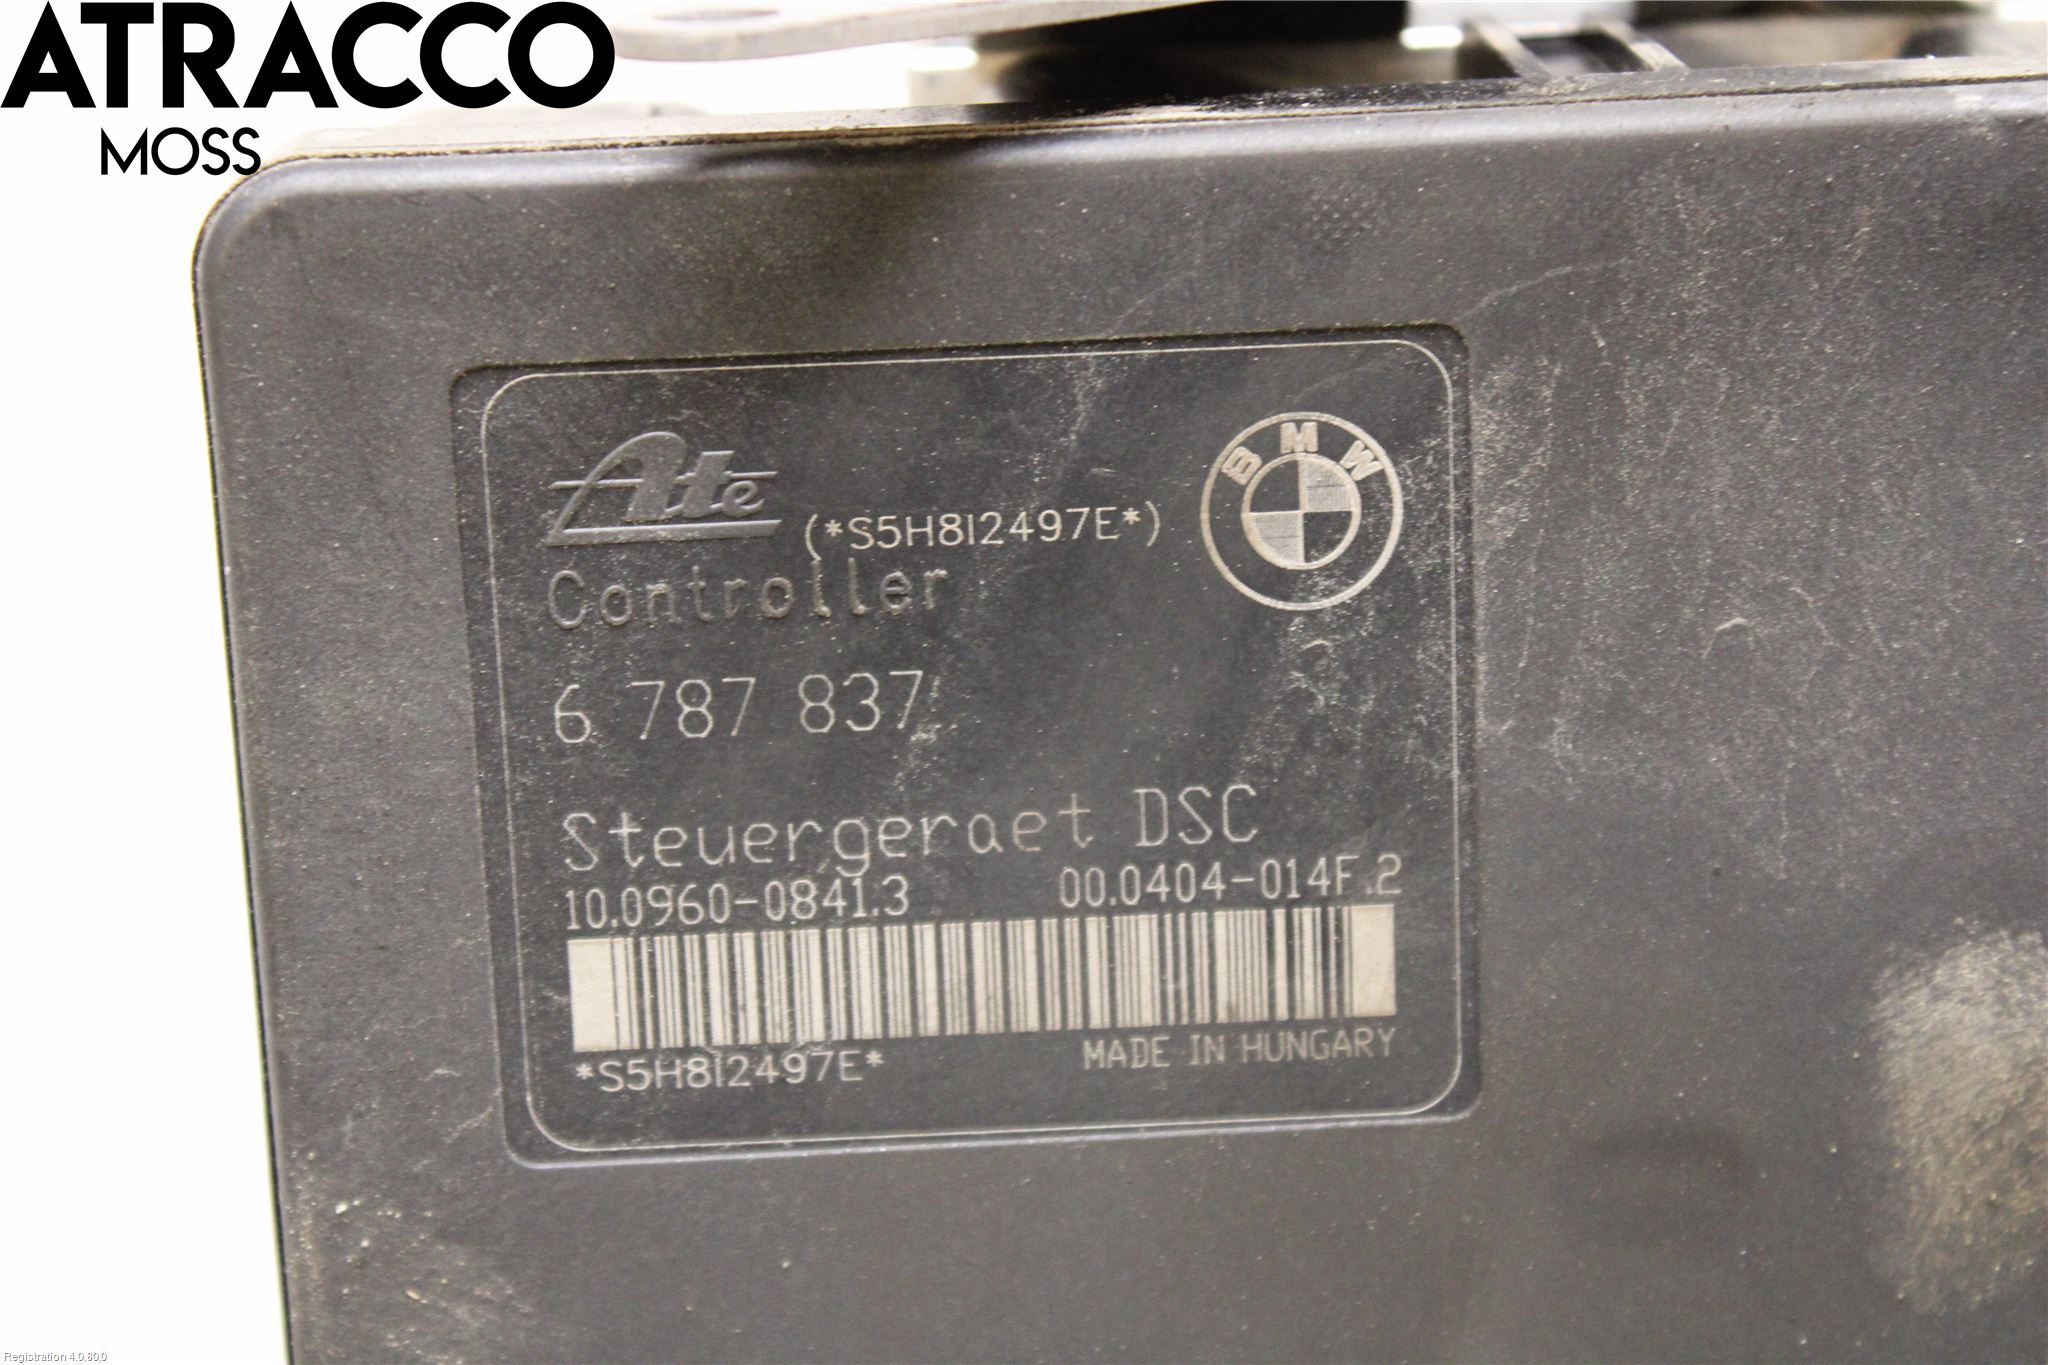 ATRACCO
MOSS
Ate
(*S5H8I2497E*)
BMW
Controller
6 787 837
Steuergeraet DSC
10.0960-0841.3 00.0404-014F.2
*S5H8I2497E* MADE IN HUNGARY
Registration 4.0.80.0